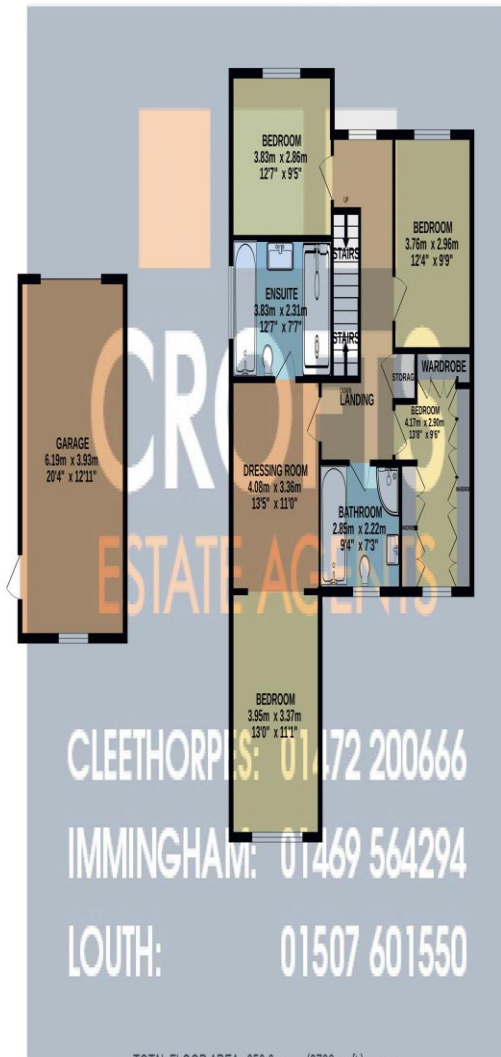 BEDROOM
3.83m x 2.86m
12'7" x 9'5"
UP
BEDROOM
3.76m x 2.96m
12'4" x 9'9"
STAIRS
ENSUITE
3.83m x 2.31m
12'7" x 7'7"
STAIRS
WARDROBE
STORAG
DOWN
LANDING
BEDROOM
4.17m x 2.90m
13'8" x 9'6"
CROFTS
GARAGE
6.19m x 3.93m
20'4" x 12'11"
DRESSING ROOM
4.08m x 3.36m
13'5" x 11'0"
BATHROOM
2.85m x 2.22m
9'4" x 7'3"
ESTATE AGENTS
BEDROOM
3.95m x 3.37m
13'0" x 11'1"
CLEETHORPES: 01472 200666
IMMINGHAM: 01469 564294
LOUTH: 01507 601550
TOTAL FLOOR AREA